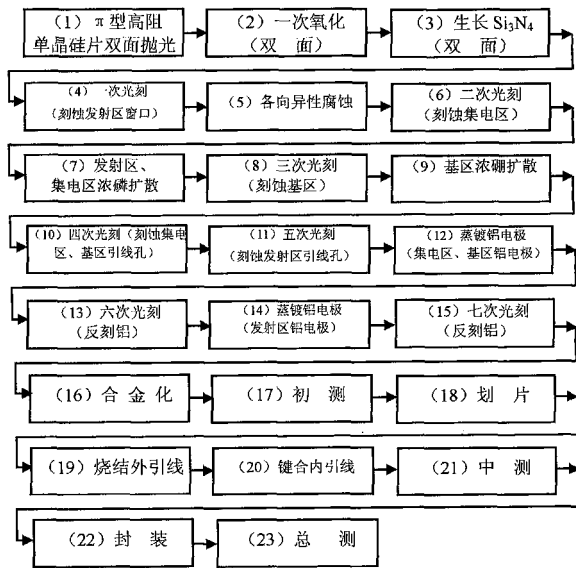 （1）π型高阻
单晶硅片双面抛光
（2）一次氧化
（双 面）
（3）生长 Si₃N₄
（双 面）
（4）一次光刻
（刻蚀发射区窗口）
（5）各向异性腐蚀
（6）二次光刻
（刻蚀集电区）
（7）发射区、
集电区浓磷扩散
（8）三次光刻
（刻蚀基区）
（9）基区浓硼扩散
（10）四次光刻（刻蚀集电
区、基区引线孔）
（11）五次光刻
（刻蚀发射区引线孔）
（12）蒸镀铝电极
（集电区、基区铝电极）
（13）六次光刻
（反刻铝）
（14）蒸镀铝电极
（发射区铝电极）
（15）七次光刻
（反刻铝）
（16）合 金 化
（17）初 测
（18）划 片
（19）烧结外引线
（20）键合内引线
（21）中 测
（22）封 装
（23）总 测